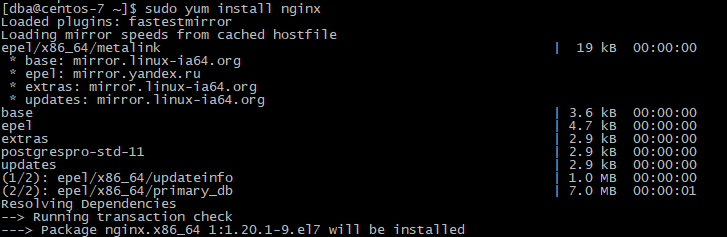 [dba@centos-7 ~]$ sudo yum install nginx
Loaded plugins: fastestmirror
Loading mirror speeds from cached hostfile
epel/x86_64/metalink | 19 kB 00:00:00
 * base: mirror.linux-ia64.org
 * epel: mirror.yandex.ru
 * extras: mirror.linux-ia64.org
 * updates: mirror.linux-ia64.org
base | 3.6 kB 00:00:00
epel | 4.7 kB 00:00:00
extras | 2.9 kB 00:00:00
postgrespro-std-11 | 2.9 kB 00:00:00
updates | 2.9 kB 00:00:00
(1/2): epel/x86_64/updateinfo | 1.0 MB 00:00:00
(2/2): epel/x86_64/primary_db | 7.0 MB 00:00:01
Resolving Dependencies
--> Running transaction check
---> Package nginx.x86_64 1:1.20.1-9.el7 will be installed